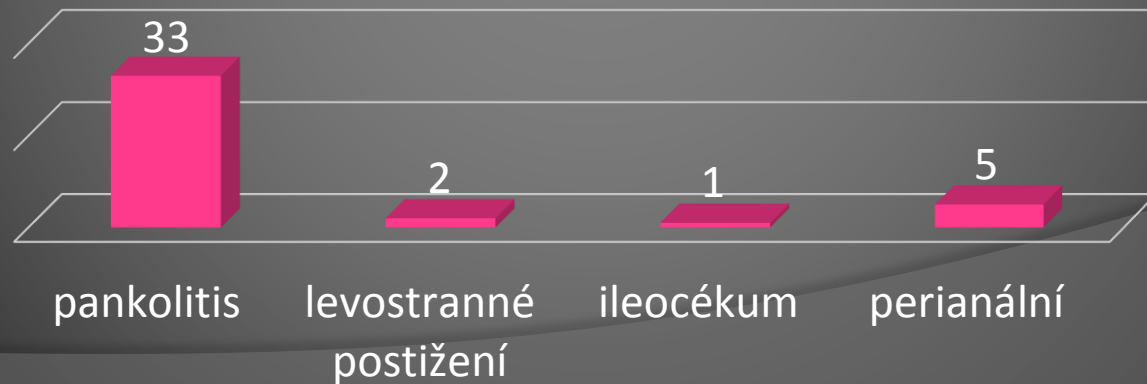 33
2
1
5
pankolitis
levostranné
postižení
ileocékum
perianální